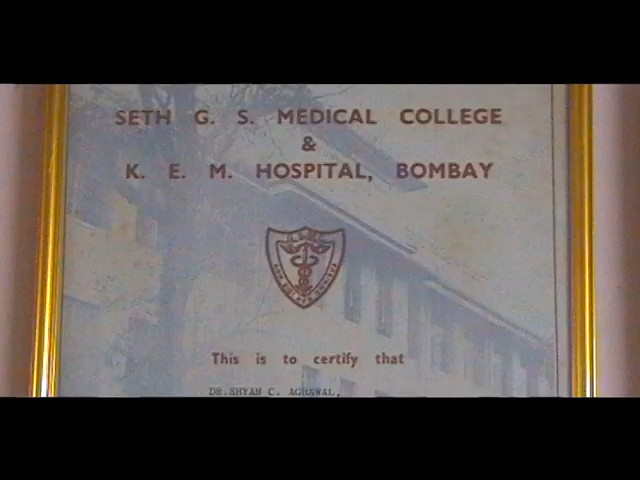 SETH G. S. MEDICAL COLLEGE
&
K. E. M. HOSPITAL, BOMBAY
This is to certify that
DR.SHYAM C. AGRAWAL,